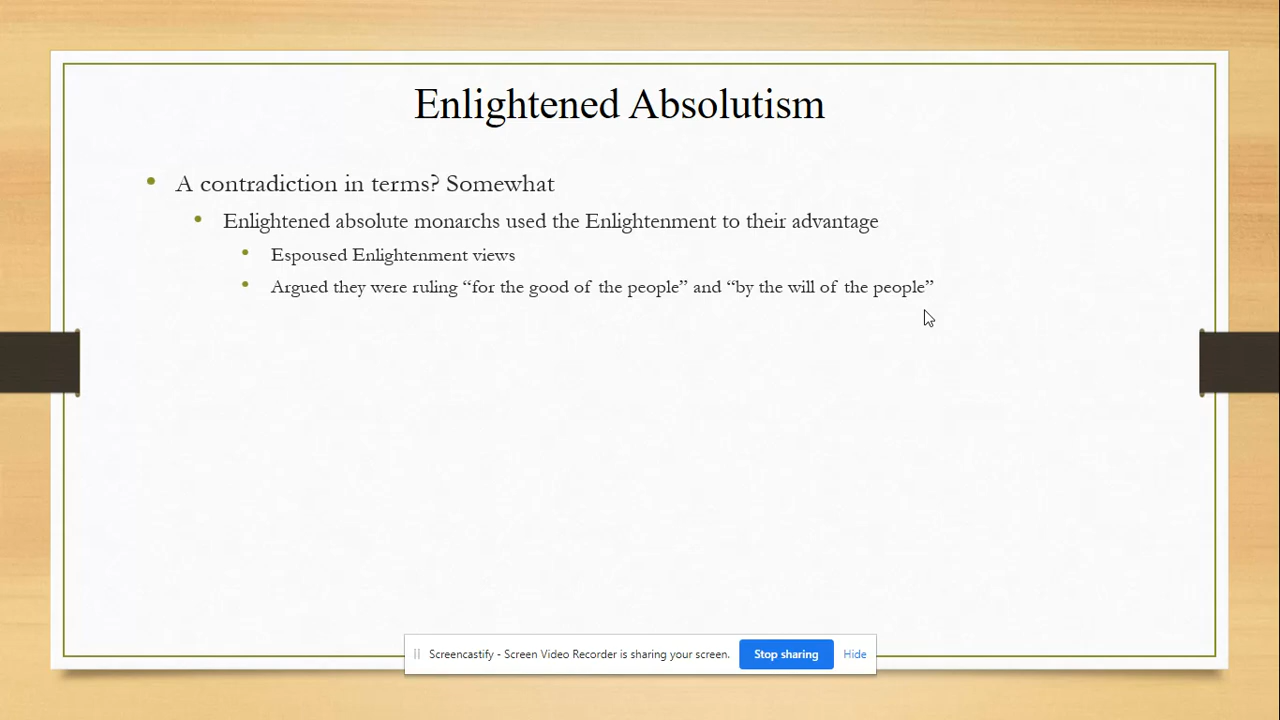 Enlightened Absolutism
• A contradiction in terms? Somewhat
• Enlightened absolute monarchs used the Enlightenment to their advantage
• Espoused Enlightenment views
• Argued they were ruling “for the good of the people” and “by the will of the people”
Screencastify - Screen Video Recorder is sharing your screen. Stop sharing Hide